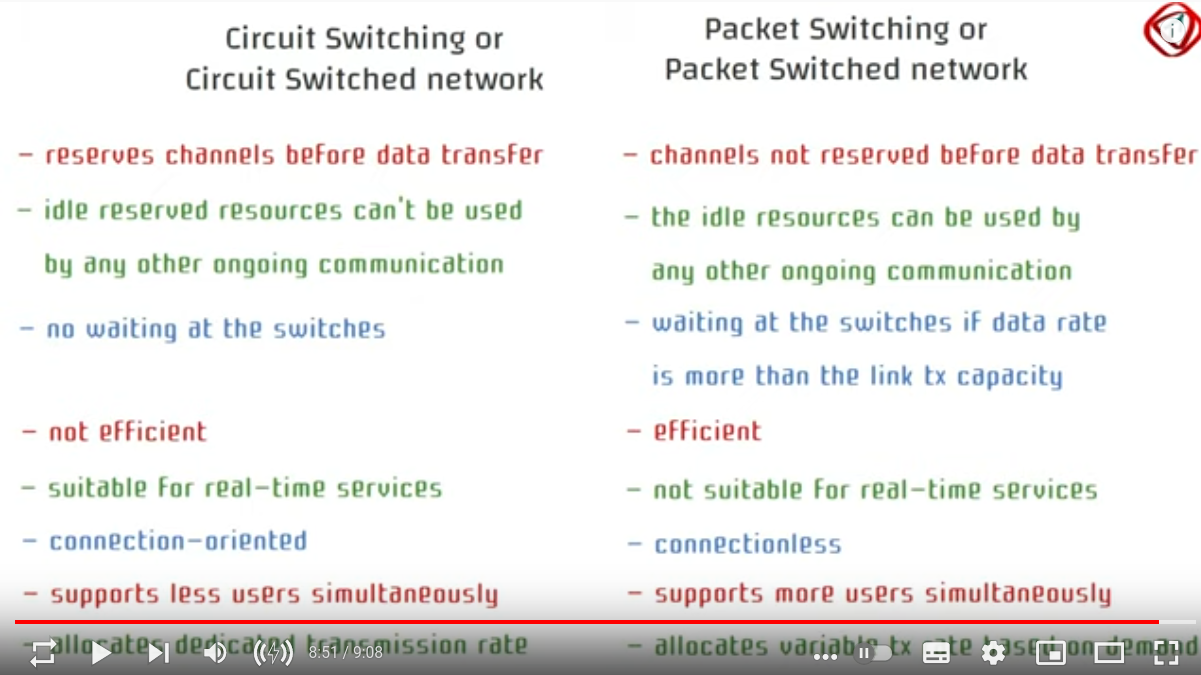 Circuit Switching or
Circuit Switched network
- reserves channels before data transfer
- idle reserved resources can't be used
by any other ongoing communication
- no waiting at the switches
- not efficient
- suitable for real-time services
- connection-oriented
- supports less users simultaneously
- allocates dedicated transmission rate
Packet Switching or
Packet Switched network
- channels not reserved before data transfer
- the idle resources can be used by
any other ongoing communication
- waiting at the switches if data rate
is more than the link tx capacity
- efficient
- not suitable for real-time services
- connectionless
- supports more users simultaneously
- allocates variable tx rate based on demand
i
8:51 / 9:08